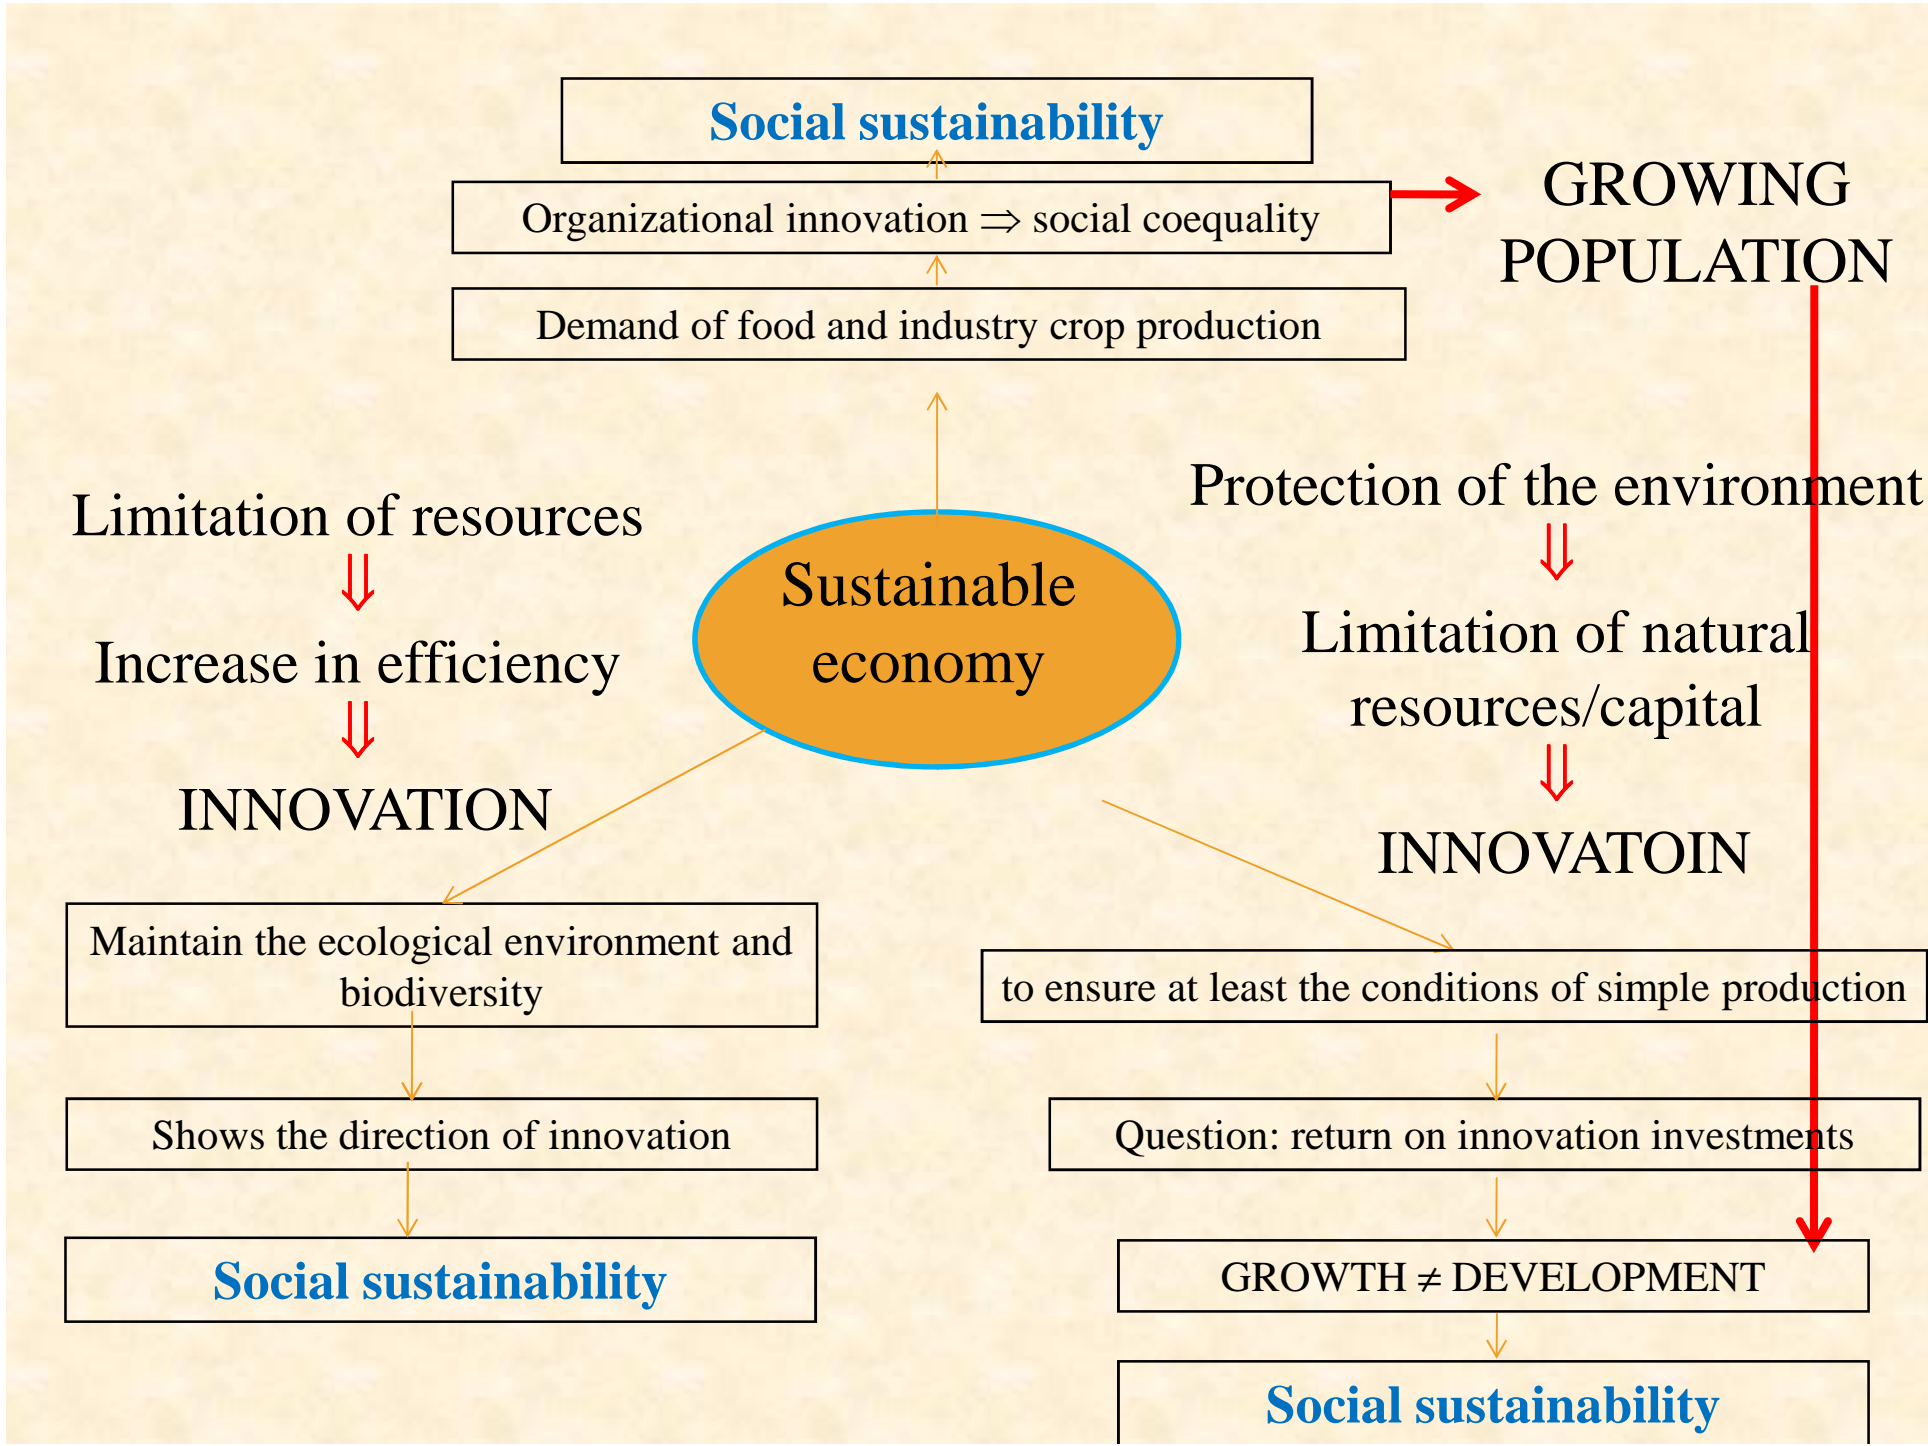 Social sustainability
Organizational innovation ⇒ social coequality
Demand of food and industry crop production
GROWING
POPULATION
Limitation of resources
⇓
Increase in efficiency
⇓
INNOVATION
Sustainable
economy
Protection of the environment
⇓
Limitation of natural
resources/capital
⇓
INNOVATOIN
Maintain the ecological environment and
biodiversity
Shows the direction of innovation
Social sustainability
to ensure at least the conditions of simple production
Question: return on innovation investments
GROWTH ≠ DEVELOPMENT
Social sustainability